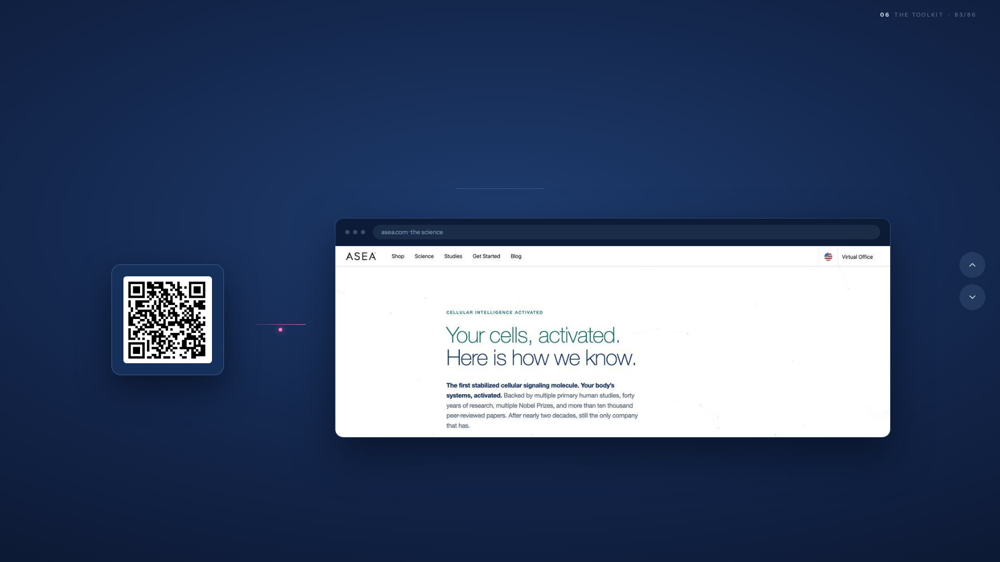 06 THE TOOLKIT · 83/86
asea.com·the science
ASEA Shop Science Studies Get Started Blog Virtual Office
CELLULAR INTELLIGENCE ACTIVATED
Your cells, activated.
Here is how we know.
The first stabilized cellular signaling molecule. Your body's
systems, activated. Backed by multiple primary human studies, forty
years of research, multiple Nobel Prizes, and more than ten thousand
peer-reviewed papers. After nearly two decades, still the only company
that has.